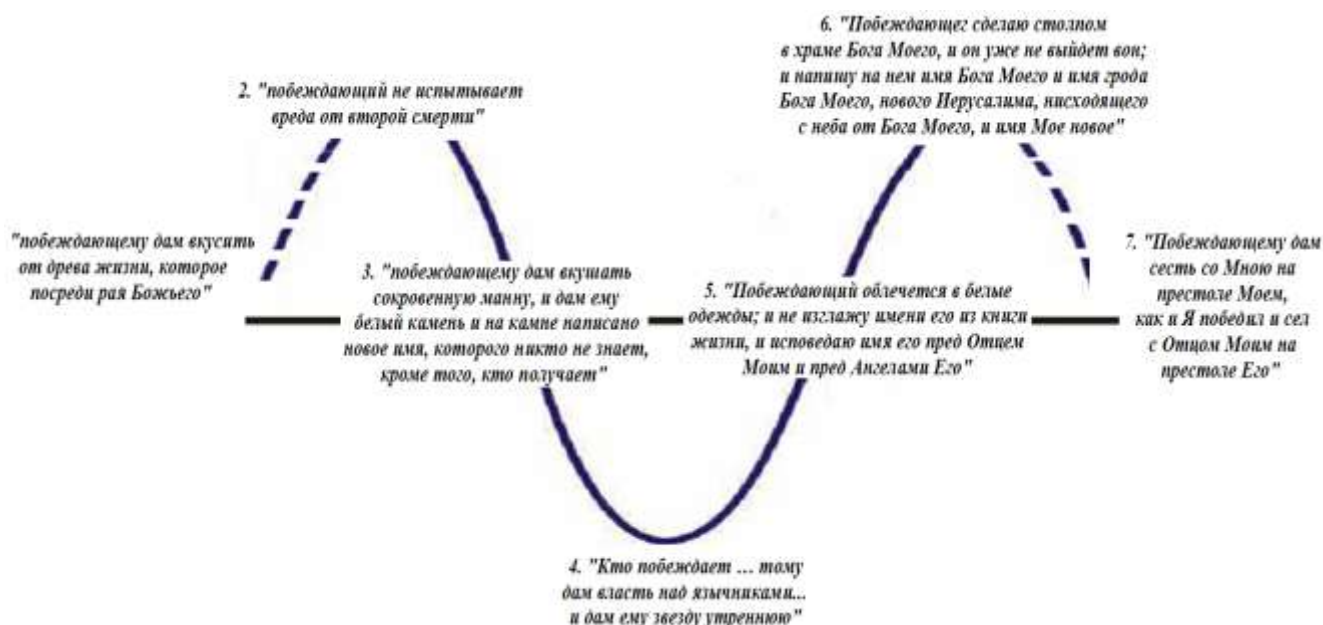 "побеждающему дам вкусить
от древа жизни, которое
посреди рая Божьего"
2. "побеждающий не испытывает
вреда от второй смерти"
3. "побеждающему дам вкушать
сокровенную манну, и дам ему
белый камень и на кампе написано
новое имя, которого никто не знает,
кроме того, кто получает"
4. "Кто побеждает ... тому
дам власть над язычниками...
и дам ему звезду утреннюю"
5. "Побеждающий облечется в белые
одежды; и не изглажу имени его из книги
жизни, и исповедаю имя его пред Отцем
Моим и пред Ангелами Его"
6. "Побеждающег сделаю столпом
в храме Бога Моего, и он уже не выйдет вон;
и напишу на нем имя Бога Моего и имя грода
Бога Моего, нового Иерусалима, нисходящего
с неба от Бога Моего, и имя Мое новое"
7. "Побеждающему дам
сесть со Мною на
престоле Моем,
как и Я победил и сел
с Отцом Моим на
престоле Его"